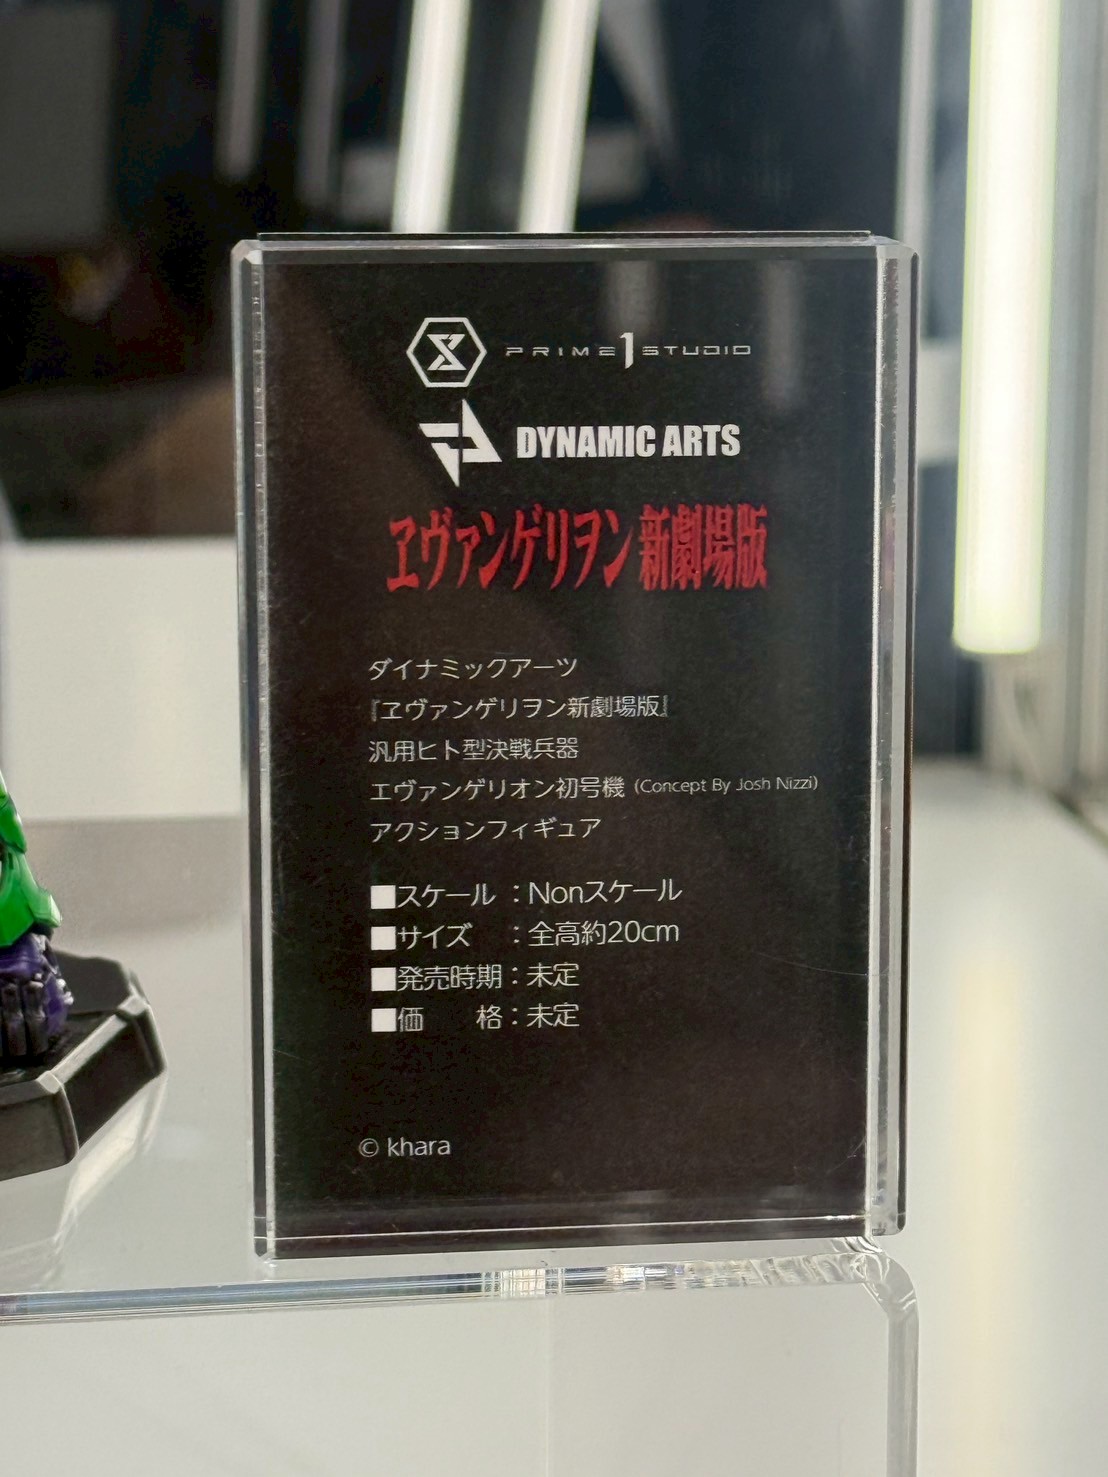 PRIME 1 STUDIO
DYNAMIC ARTS
ヱヴァンゲリヲン新劇場版
ダイナミックアーツ
『ヱヴァンゲリヲン新劇場版』
汎用ヒト型決戦兵器
エヴァンゲリオン初号機 (Concept By Josh Nizzi)
アクションフィギュア
■スケール：Nonスケール
■サイズ　：全高約20cm
■発売時期：未定
■価　　格：未定
© khara